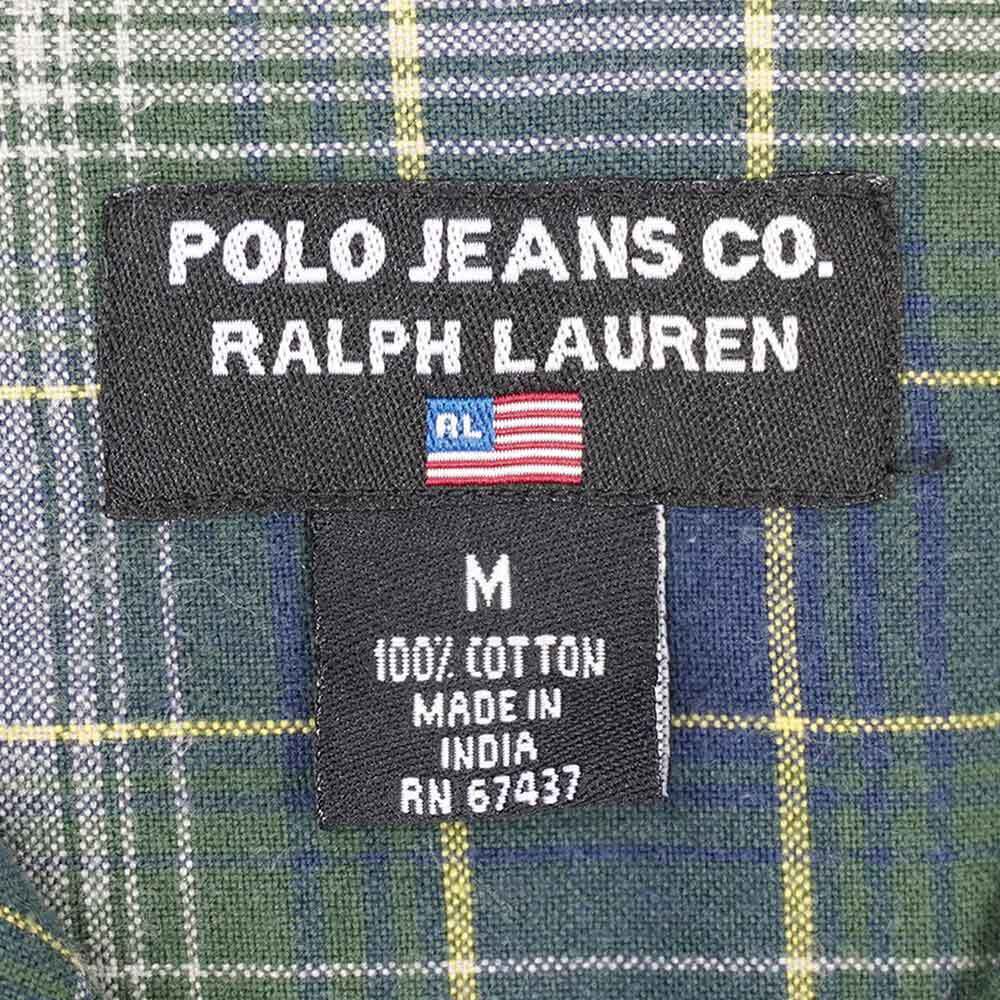 POLO JEANS CO.
RALPH LAUREN
RL
M
100% COTTON
MADE IN
INDIA
RN 67437